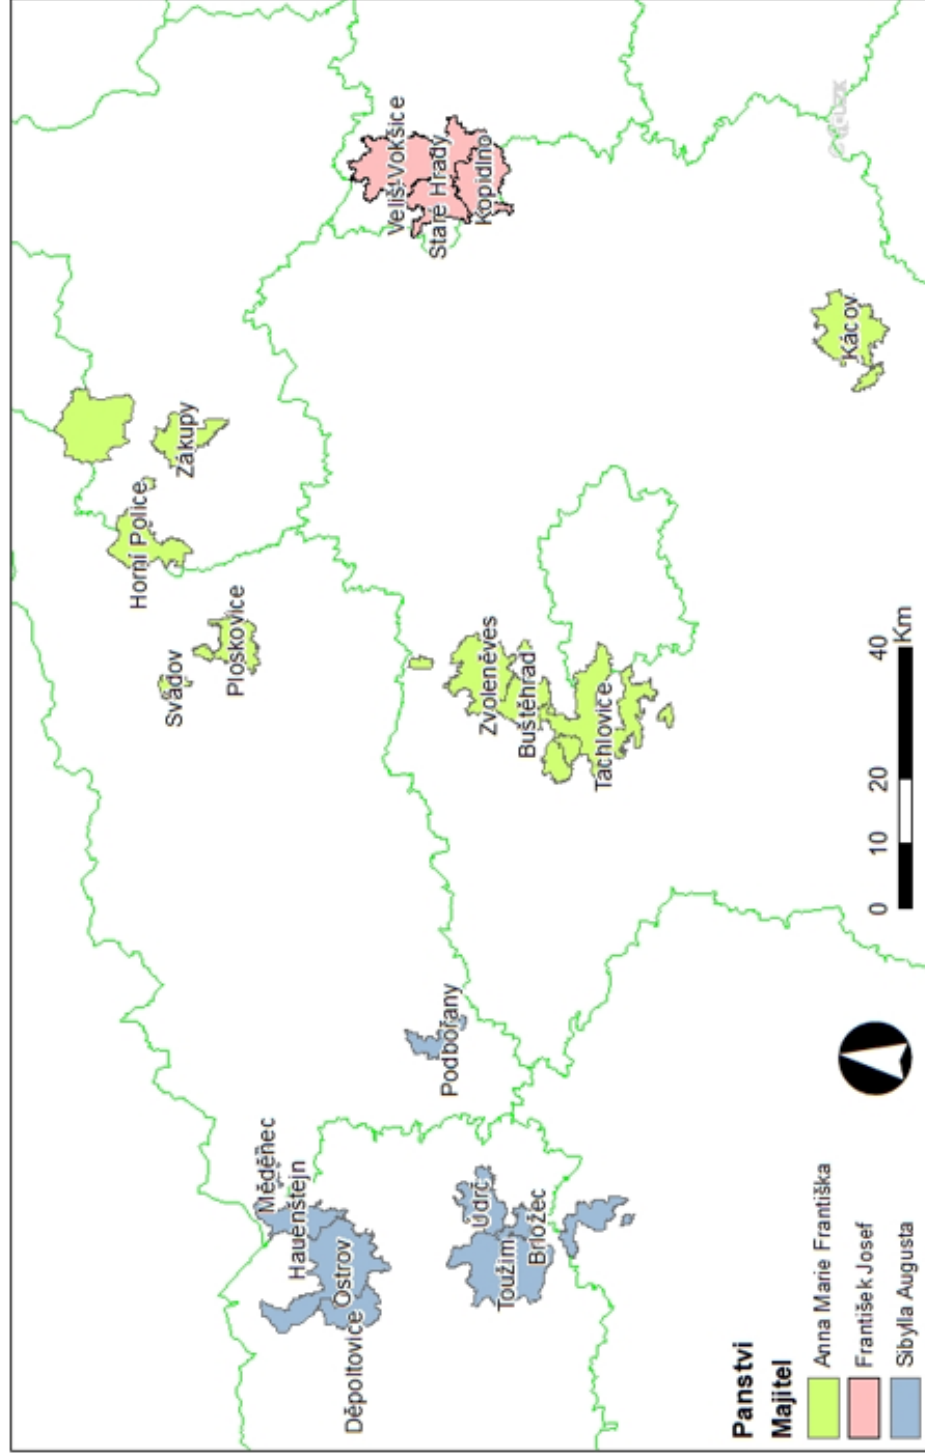 Horní Police
Zákupy
Svádov
Ploskovice
Veliš-Vokšice
Staré Hrady
Kopidlno
Měděnec
Hauenštejn
Ostrov
Děpoltovice
Podbořany
Zvoleněves
Buštěhrad
Tachlovice
Údrč
Toužim
Brložec
Kácov
Panstvi
Majitel
Anna Marie Františka
František Josef
Sibylla Augusta
0 10 20 40
Km